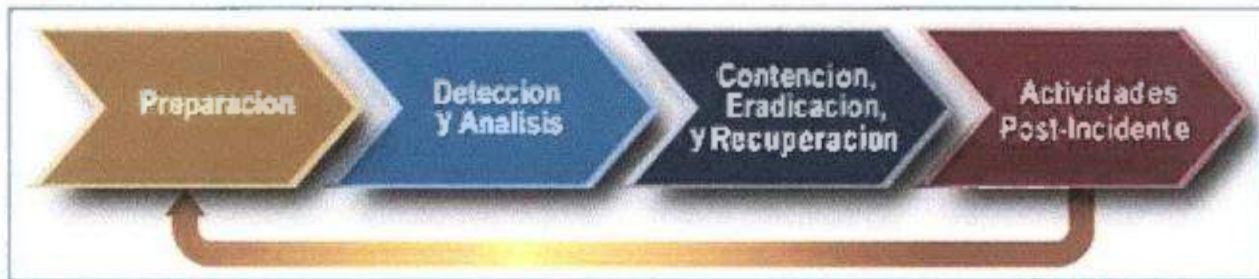 Preparacion
Deteccion
y Analisis
Contencion,
Eradicacion,
y Recuperacion
Actividades
Post-Incidente